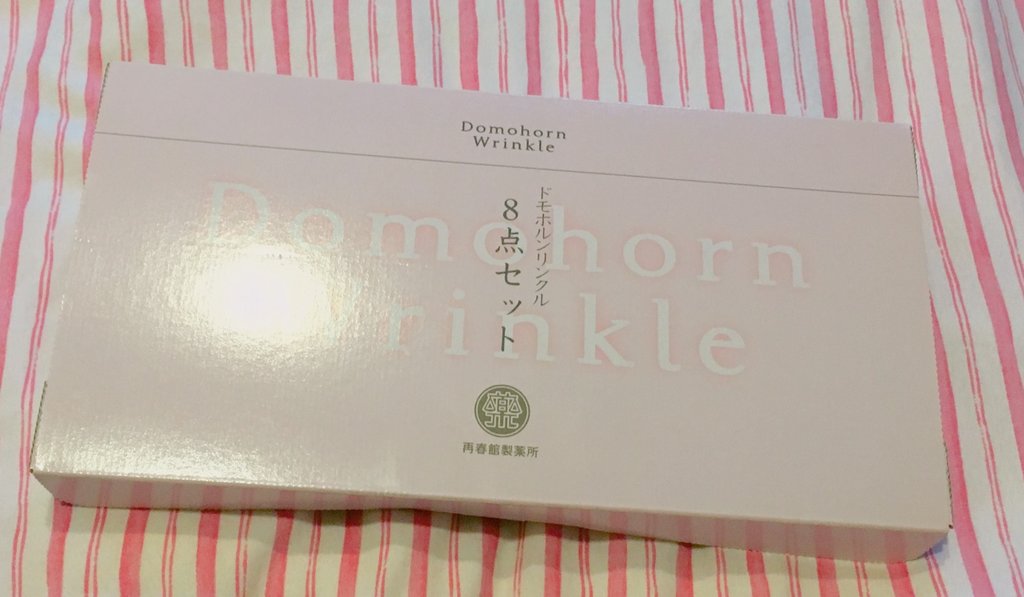 Domohorn
Wrinkle
ドモホルンリンクル
8点セット
Domohorn
Wrinkle
再春館製薬所